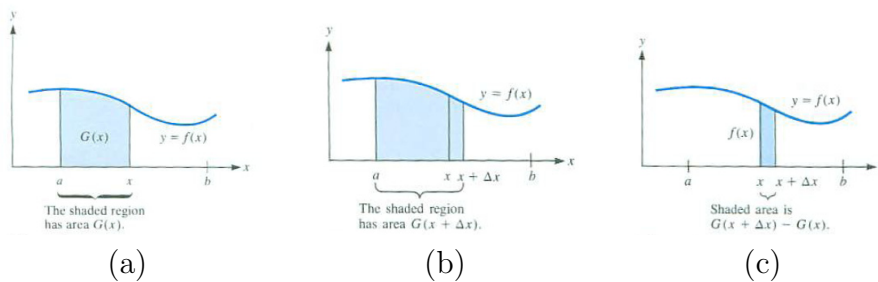 y
G(x)
y = f(x)
a
x
b
x
The shaded region
has area G(x).
(a)
y
y = f(x)
a
x x + Δx
b
x
The shaded region
has area G(x + Δx).
(b)
y
y = f(x)
f(x)
a
x x + Δx
b
x
Shaded area is
G(x + Δx) − G(x).
(c)